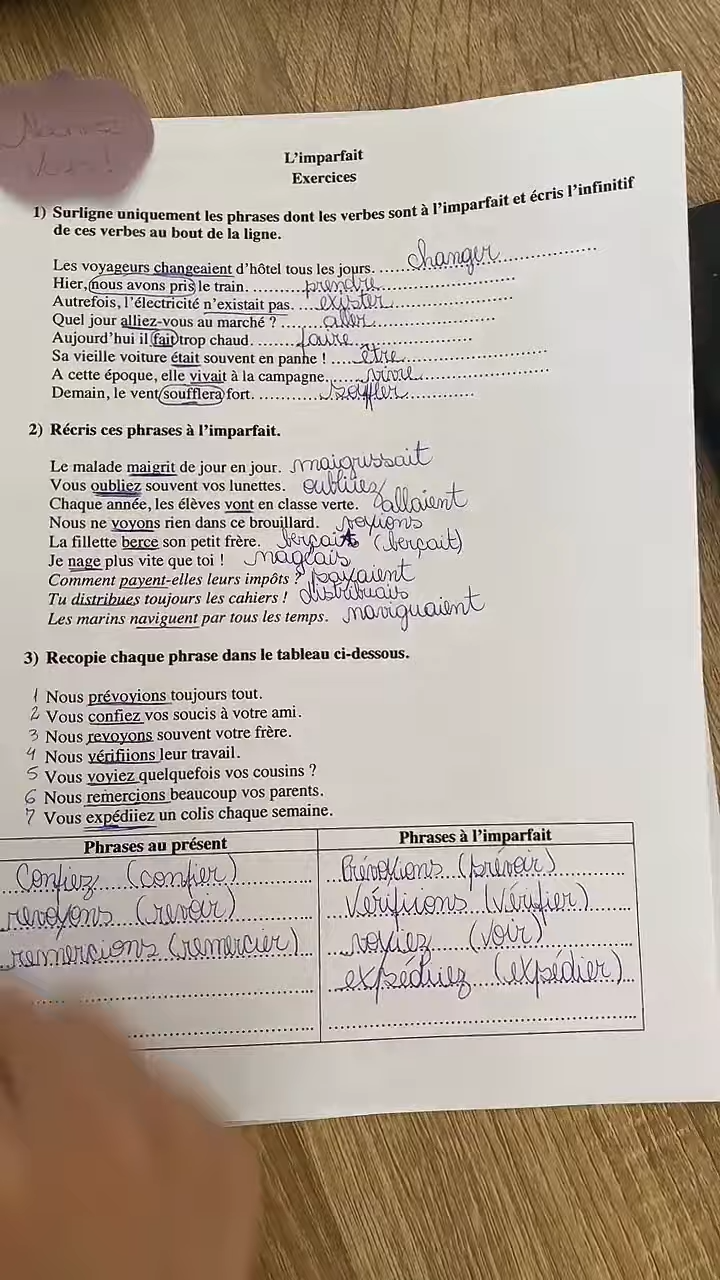 L'imparfait
Exercices
1) Surligne uniquement les phrases dont les verbes sont à l'imparfait et écris l'infinitif
de ces verbes au bout de la ligne.
Les voyageurs changeaient d'hôtel tous les jours. changer
Hier, nous avons pris le train. prendre
Autrefois, l'électricité n'existait pas. exister
Quel jour alliez-vous au marché ? aller
Aujourd'hui il fait trop chaud. faire
Sa vieille voiture était souvent en panne ! être
A cette époque, elle vivait à la campagne. vivre
Demain, le vent soufflera fort. souffler
2) Récris ces phrases à l'imparfait.
Le malade maigrit de jour en jour. maigrissait
Vous oubliez souvent vos lunettes. oubliiez
Chaque année, les élèves vont en classe verte. allaient
Nous ne voyons rien dans ce brouillard. voyions
La fillette berce son petit frère. (berçait)
Je nage plus vite que toi ! nageais
Comment payent-elles leurs impôts ? payaient
Tu distribues toujours les cahiers ! distribuais
Les marins naviguent par tous les temps. naviguaient
3) Recopie chaque phrase dans le tableau ci-dessous.
1 Nous prévoyions toujours tout.
2 Vous confiez vos soucis à votre ami.
3 Nous revoyons souvent votre frère.
4 Nous vérifiions leur travail.
5 Vous voyiez quelquefois vos cousins ?
6 Nous remercions beaucoup vos parents.
7 Vous expédiiez un colis chaque semaine.
Phrases au présent Phrases à l'imparfait
Confiez (confier) Prévoyions (prévoir)
revoyons (revoir) Vérifiions (Vérifier)
remercions (remercier) voyiez (voir)
expédiiez (expédier)